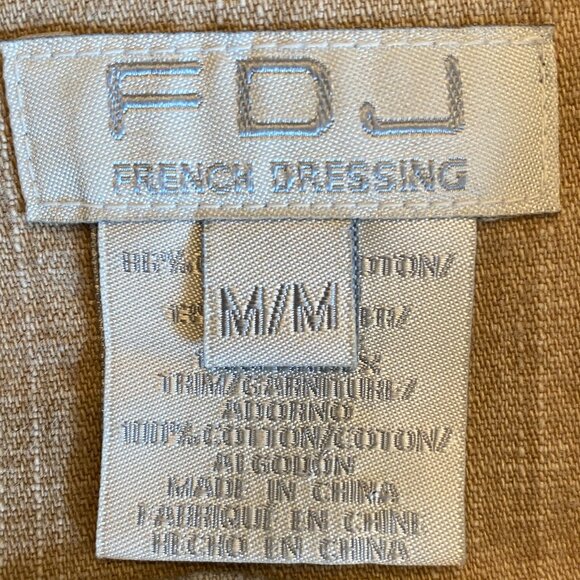 FDJ
FRENCH DRESSING
M/M
TRIM/GARNITURE/
ADORNO
100% COTTON/COTON/
ALGODÓN
MADE IN CHINA
FABRIQUÉ EN CHINE
HECHO EN CHINA